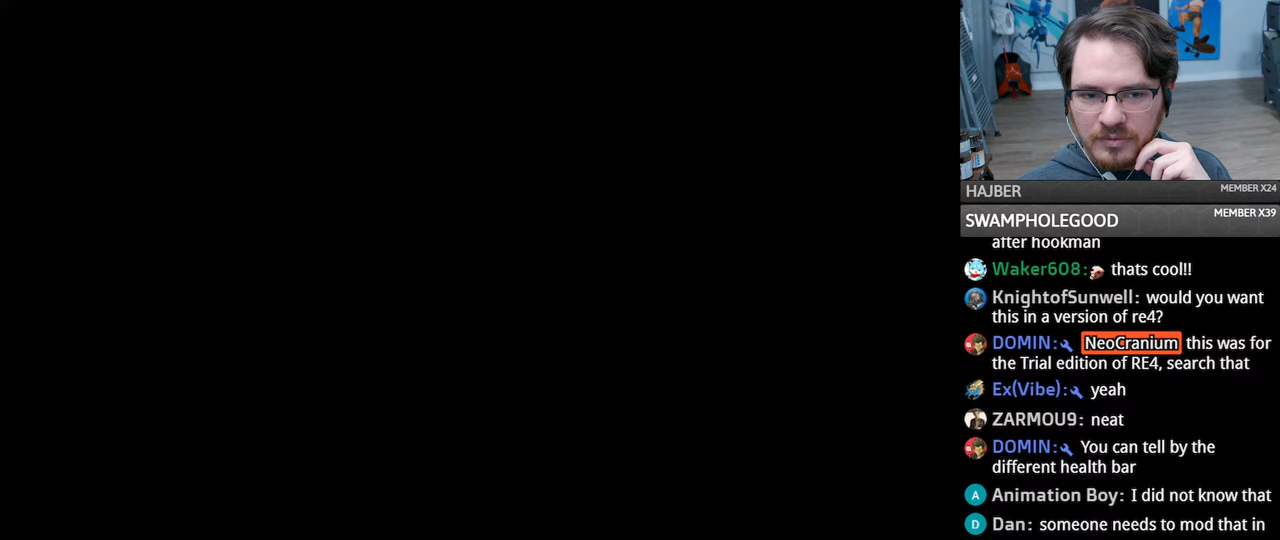 HAJBER
MEMBER X24
SWAMPHOLEGOOD
MEMBER X39
after hookman
Waker608: thats cool!!
KnightofSunwell: would you want
this in a version of re4?
DOMIN: NeoCranium this was for
the Trial edition of RE4, search that
Ex(Vibe): yeah
ZARMOU9: neat
DOMIN: You can tell by the
different health bar
A Animation Boy: I did not know that
D Dan: someone needs to mod that in